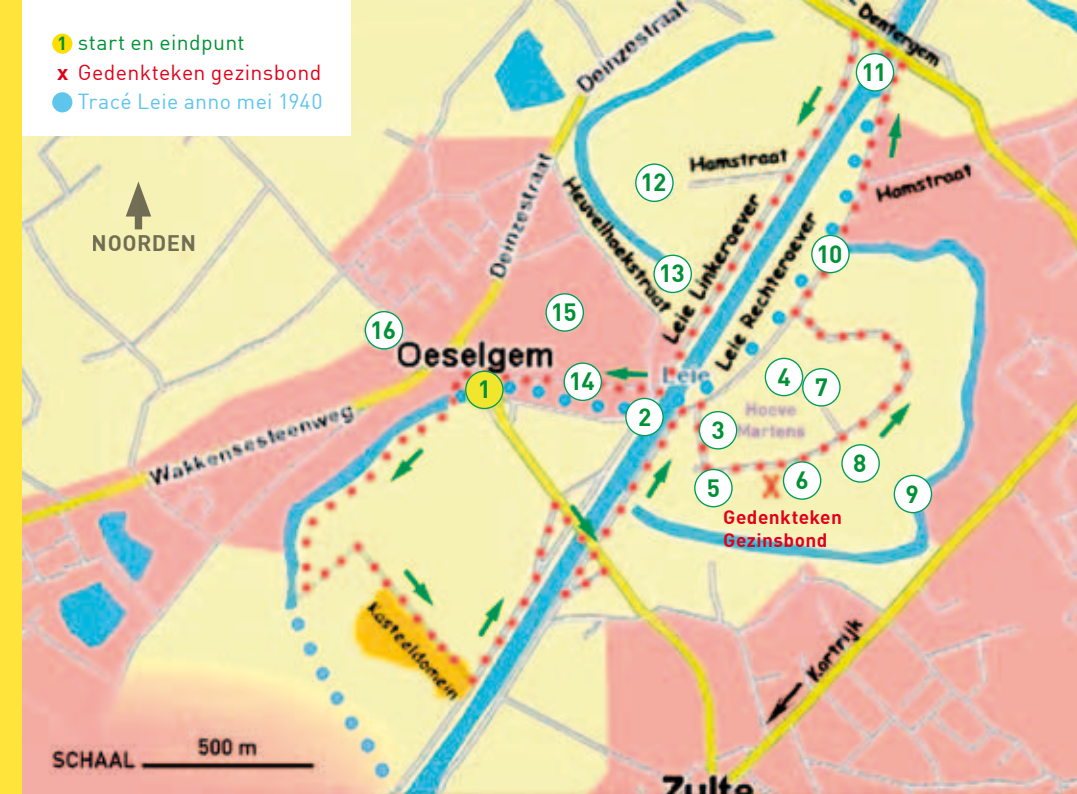 1 start en eindpunt
x Gedenkteken gezinsbond
Tracé Leie anno mei 1940
NOORDEN
Deinzestraat
Dentergem
11
Hamstraat
12
Hamstraat
Deinzestraat
Heuvelhoekstraat
Leie Linkeroever
Leie Rechteroever
10
13
15
16
Oeselgem
Leie
14
1
4
7
2
Hoeve
Martens
3
Wakkensesteenweg
8
5
X
6
9
Gedenkteken
Gezinsbond
Kasteeldomein
Kortrijk
SCHAAL
500 m
Zulte